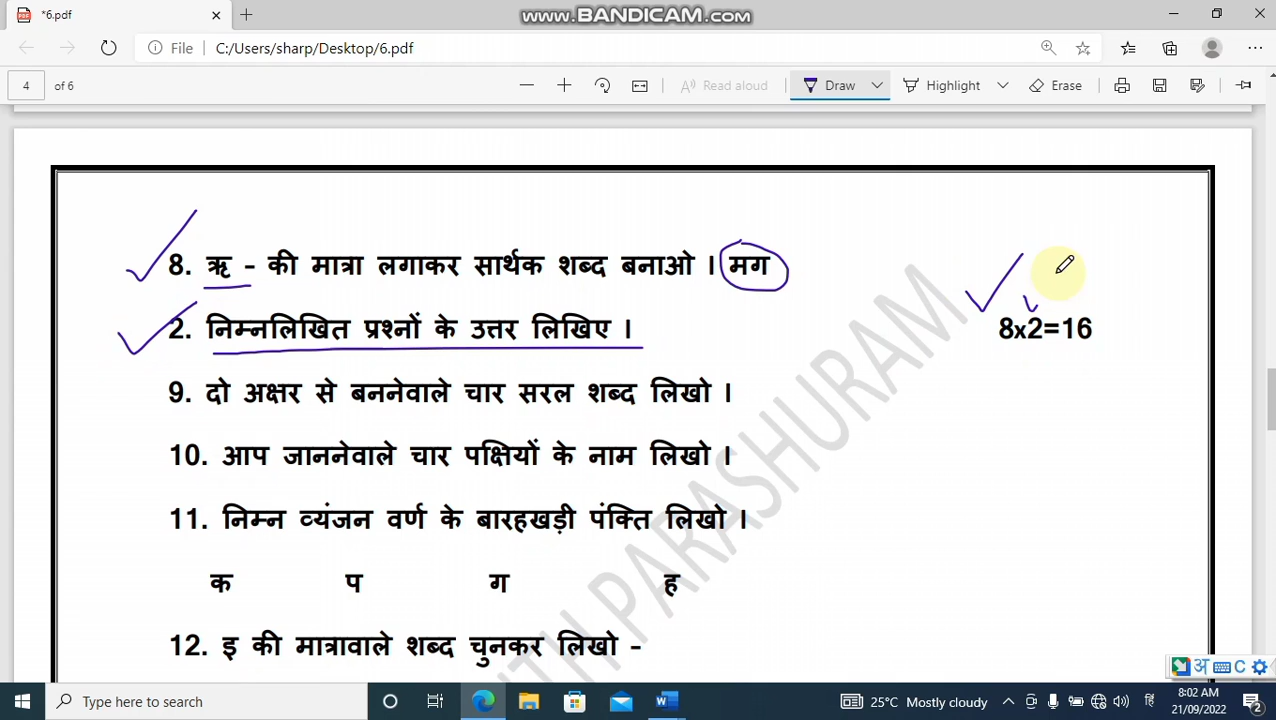 *6.pdf
www.BANDICAM.com
File C:/Users/sharp/Desktop/6.pdf
4 of 6
Read aloud Draw Highlight Erase
8. ऋ - की मात्रा लगाकर सार्थक शब्द बनाओ । मग
2. निम्नलिखित प्रश्नों के उत्तर लिखिए ।
8x2=16
9. दो अक्षर से बननेवाले चार सरल शब्द लिखो ।
10. आप जाननेवाले चार पक्षियों के नाम लिखो ।
11. निम्न व्यंजन वर्ण के बारहखड़ी पंक्ति लिखो ।
क प ग ह
12. इ की मात्रावाले शब्द चुनकर लिखो -
PARASHURAM
अ
Type here to search
25°C Mostly cloudy
8:02 AM
21/09/2022
2